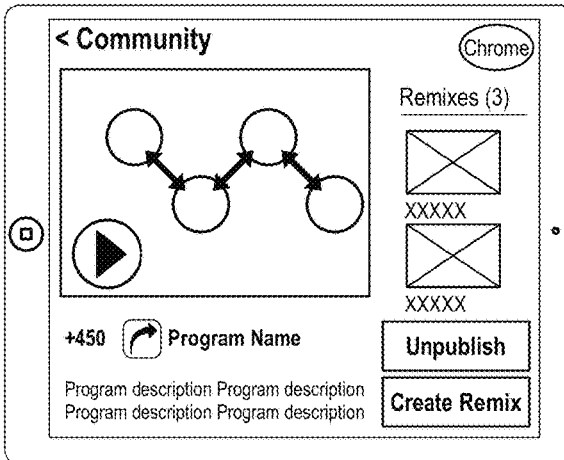 < Community
Chrome
Remixes (3)
XXXXX
XXXXX
+450 Program Name
Program description Program description
Program description Program description
Unpublish
Create Remix